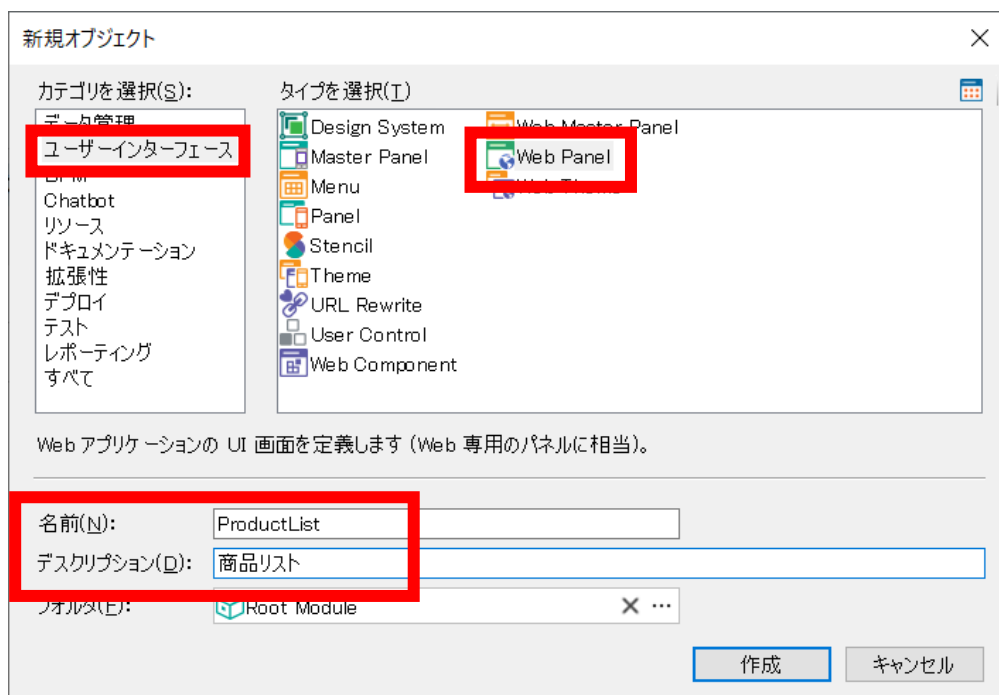 新規オブジェクト
カテゴリを選択(S):
データ管理
ユーザーインターフェース
BPM
Chatbot
リソース
ドキュメンテーション
拡張性
デプロイ
テスト
レポーティング
すべて
タイプを選択(T)
Design System
Master Panel
Menu
Panel
Stencil
Theme
URL Rewrite
User Control
Web Component
Web Master Panel
Web Panel
Web Theme
Web アプリケーションの UI 画面を定義します (Web 専用のパネルに相当)。
名前(N): ProductList
デスクリプション(D): 商品リスト
フォルダ(F): Root Module
作成 キャンセル